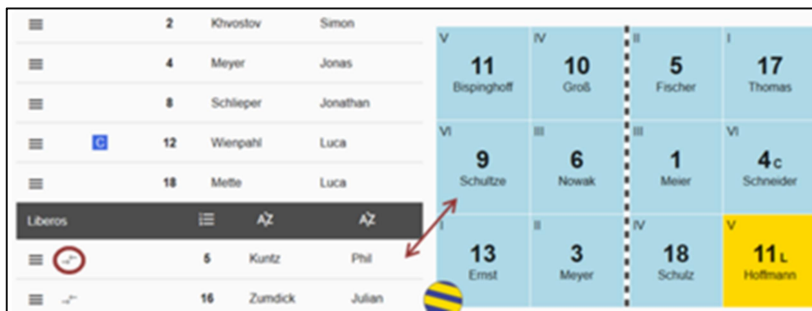 2 Khvostov Simon
4 Meyer Jonas
8 Schlieper Jonathan
C 12 Wienpahl Luca
18 Mette Luca
Liberos AZ AZ
5 Kuntz Phil
16 Zumdick Julian
V IV II I
11 10 5 17
Bispinghoff Groß Fischer Thomas
VI III III VI
9 6 1 4 C
Schultze Nowak Meier Schneider
I II IV V
13 3 18 11 L
Ernst Meyer Schulz Hoffmann